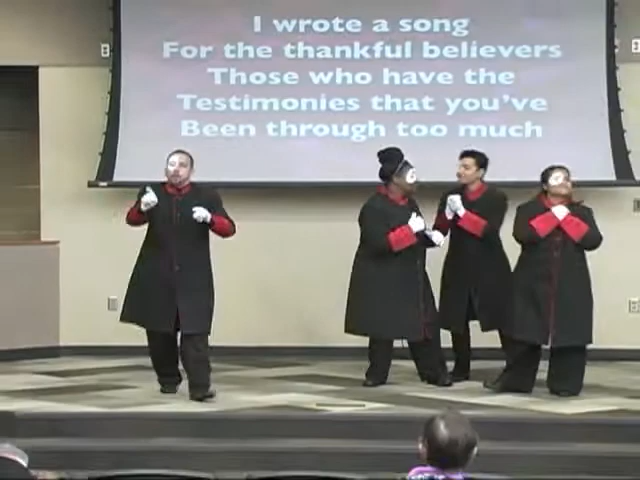 I wrote a song
For the thankful believers
Those who have the
Testimonies that you've
Been through too much